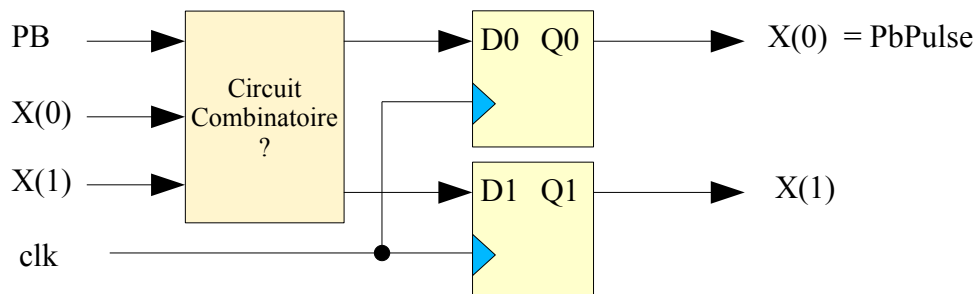 PB
X(0)
X(1)
clk
Circuit
Combinatoire
?
D0 Q0
D1 Q1
X(0) = PbPulse
X(1)